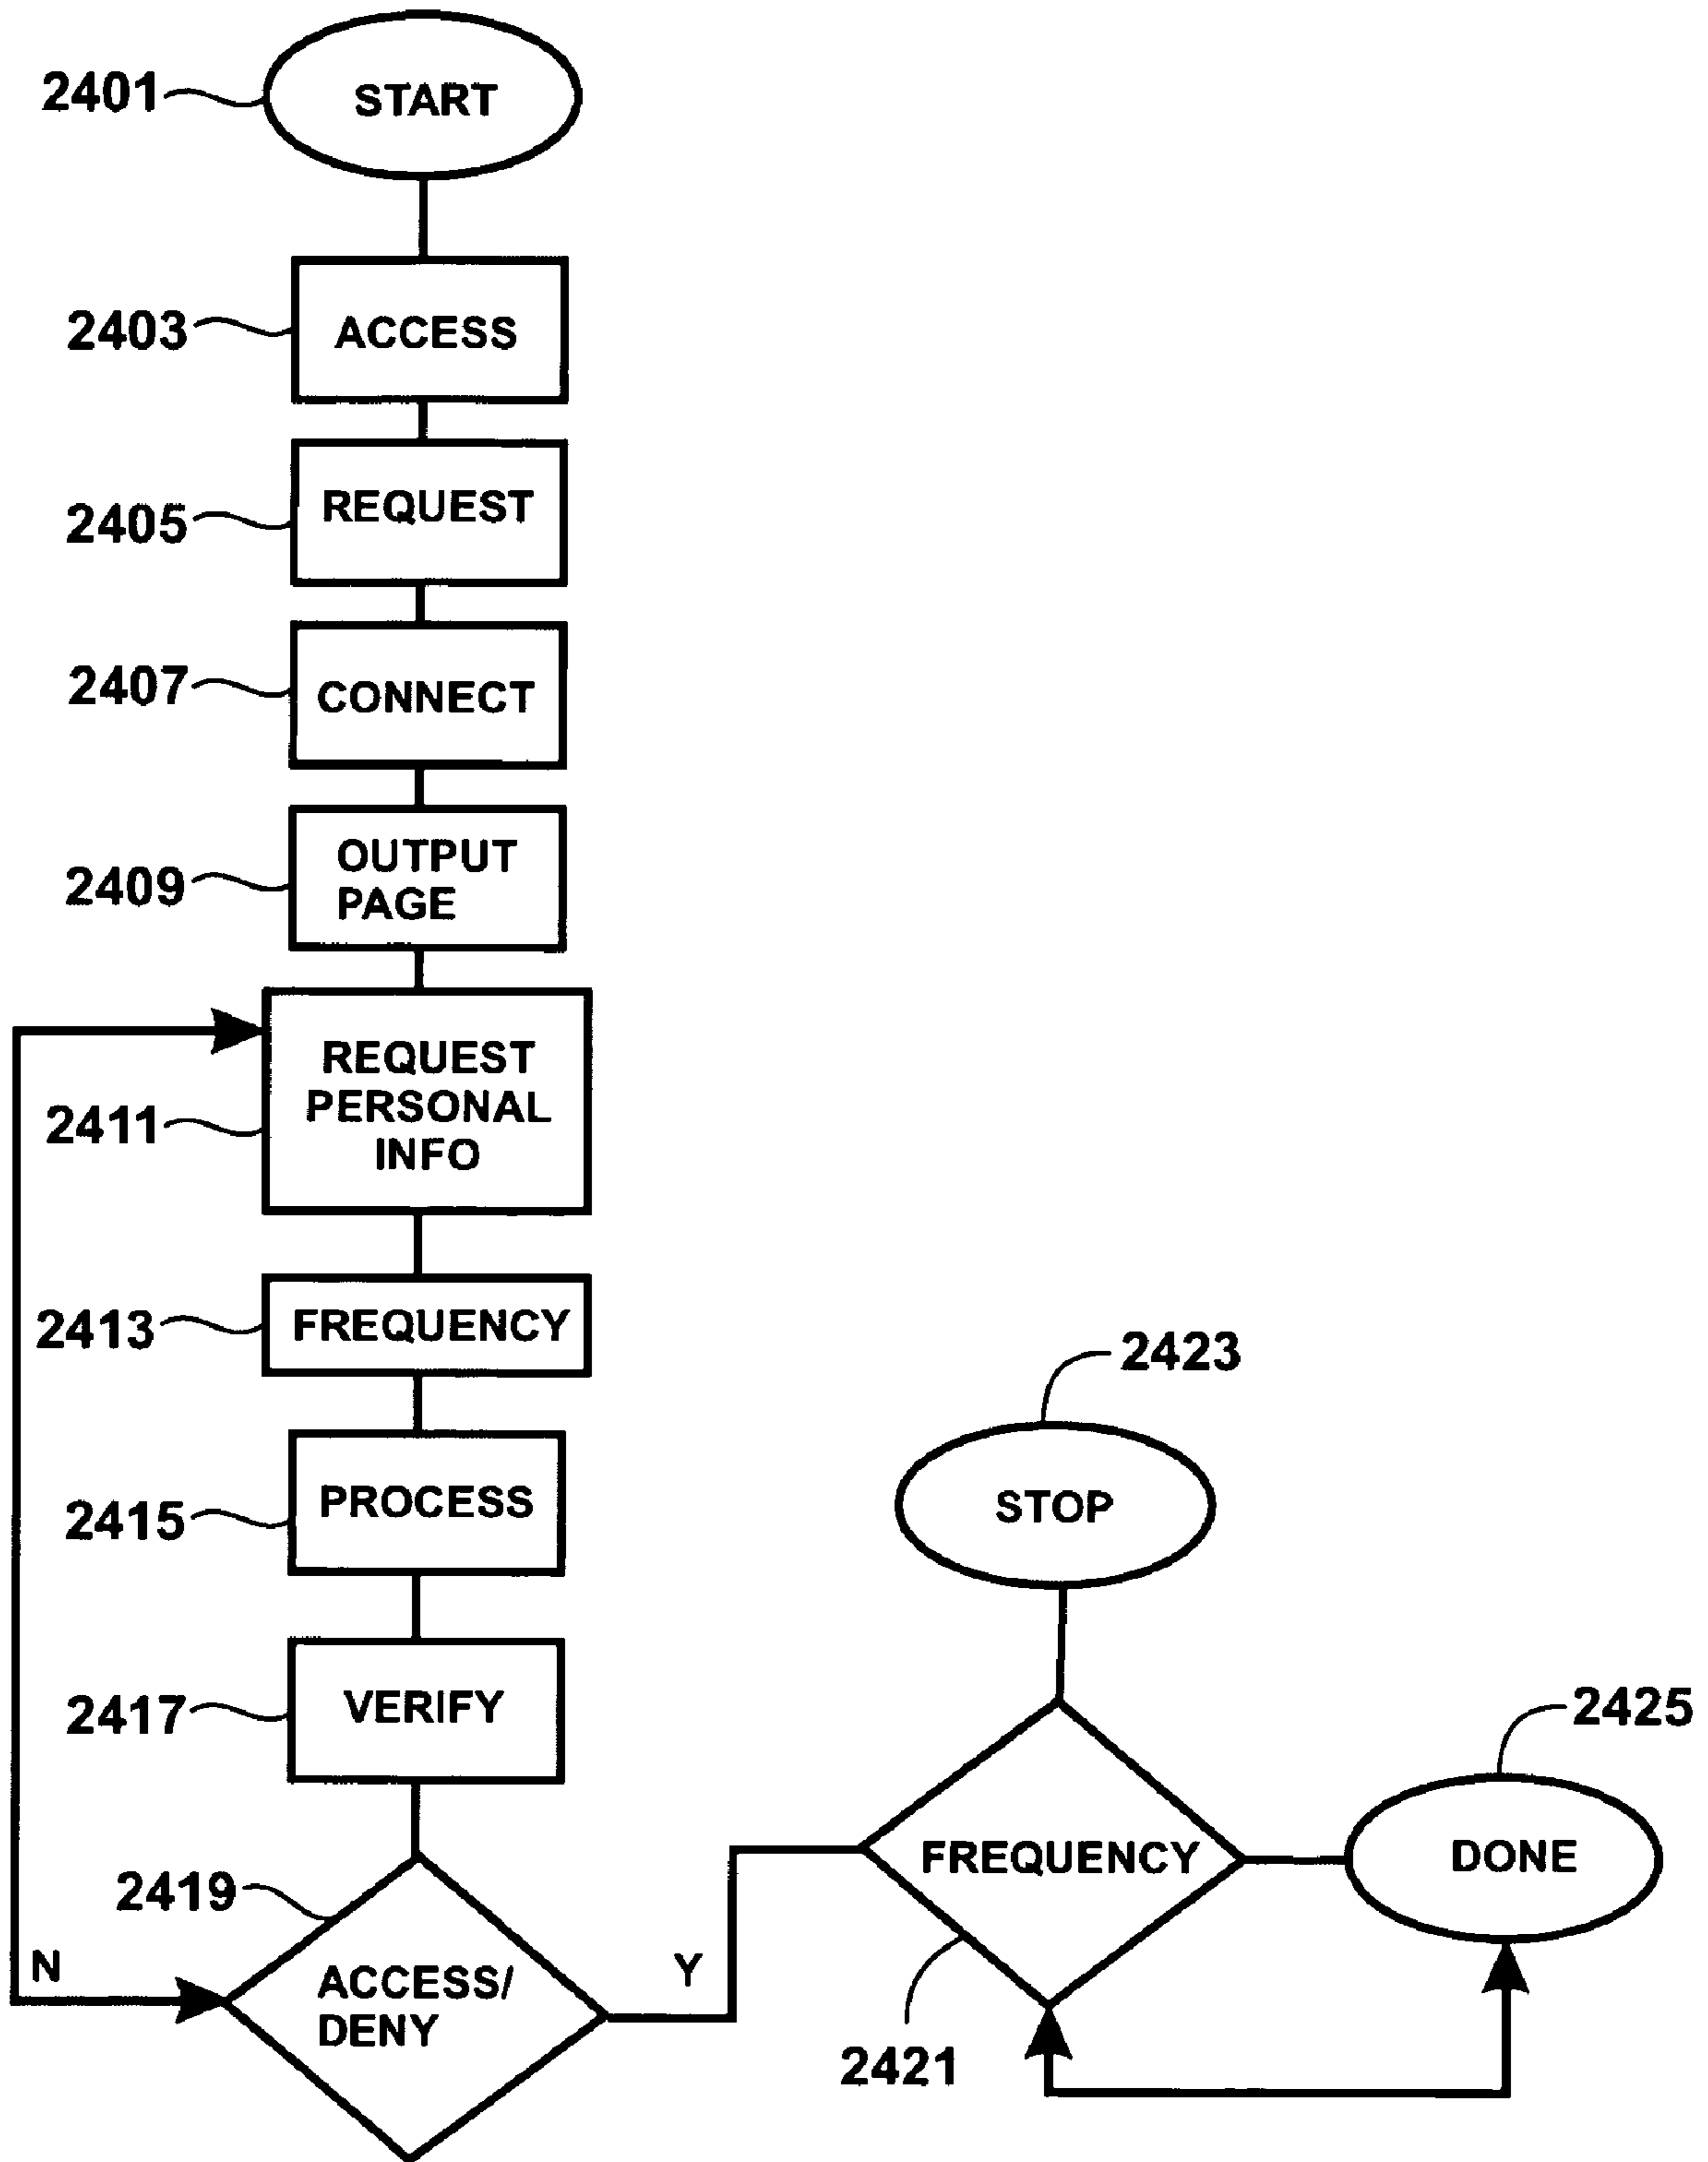 2401
START
2403
ACCESS
2405
REQUEST
2407
CONNECT
2409
OUTPUT
PAGE
2411
REQUEST
PERSONAL
INFO
2413
FREQUENCY
2415
PROCESS
2417
VERIFY
2419
ACCESS/
DENY
N
Y
2423
STOP
2421
FREQUENCY
2425
DONE